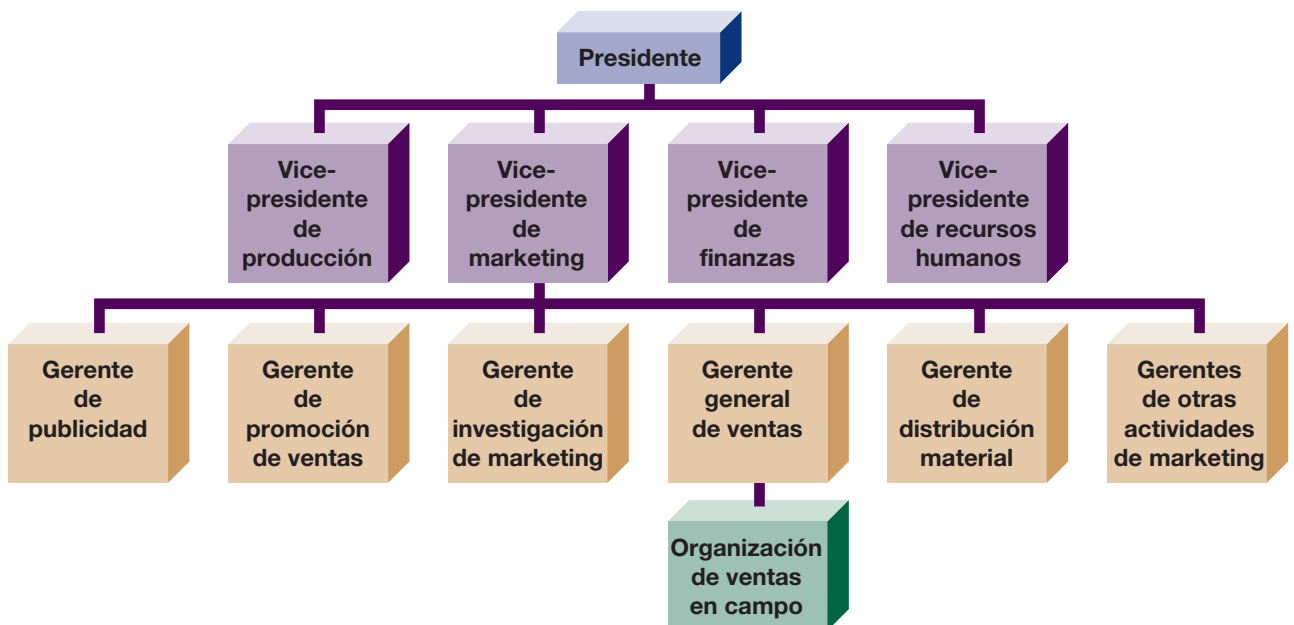 Presidente
Vice-
presidente
de
producción
Vice-
presidente
de
marketing
Vice-
presidente
de
finanzas
Vice-
presidente
de recursos
humanos
Gerente
de
publicidad
Gerente
de
promoción
de ventas
Gerente
de
investigación
de marketing
Gerente
general
de ventas
Gerente
de
distribución
material
Gerentes
de otras
actividades
de marketing
Organización
de ventas
en campo